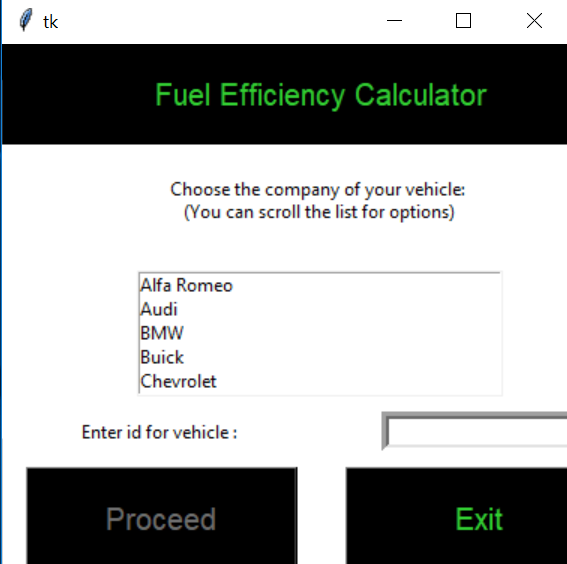 tk
Fuel Efficiency Calculator
Choose the company of your vehicle:
(You can scroll the list for options)
Alfa Romeo
Audi
BMW
Buick
Chevrolet
Enter id for vehicle :
Proceed
Exit